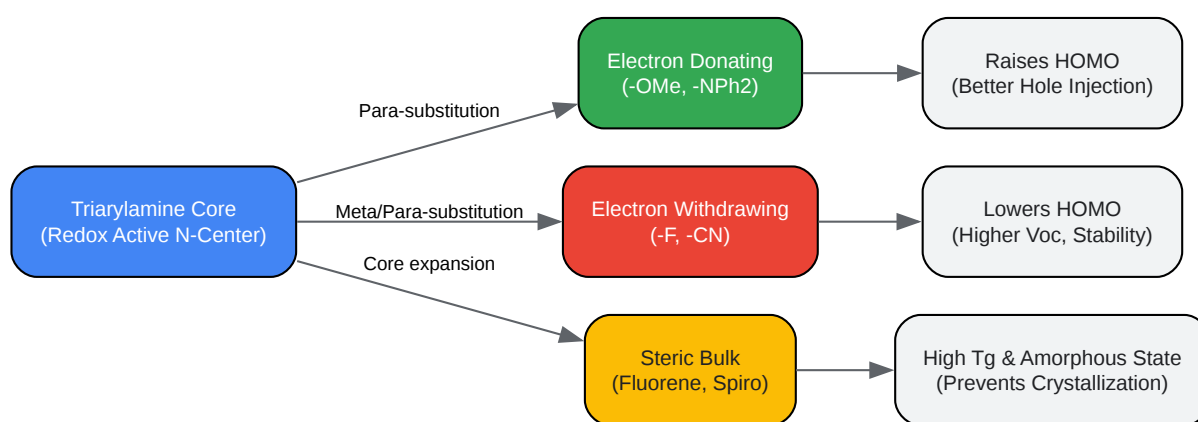 Triarylamine Core
(Redox Active N-Center)
Para-substitution
Electron Donating
(-OMe, -NPh2)
Raises HOMO
(Better Hole Injection)
Meta/Para-substitution
Electron Withdrawing
(-F, -CN)
Lowers HOMO
(Higher Voc, Stability)
Core expansion
Steric Bulk
(Fluorene, Spiro)
High Tg & Amorphous State
(Prevents Crystallization)